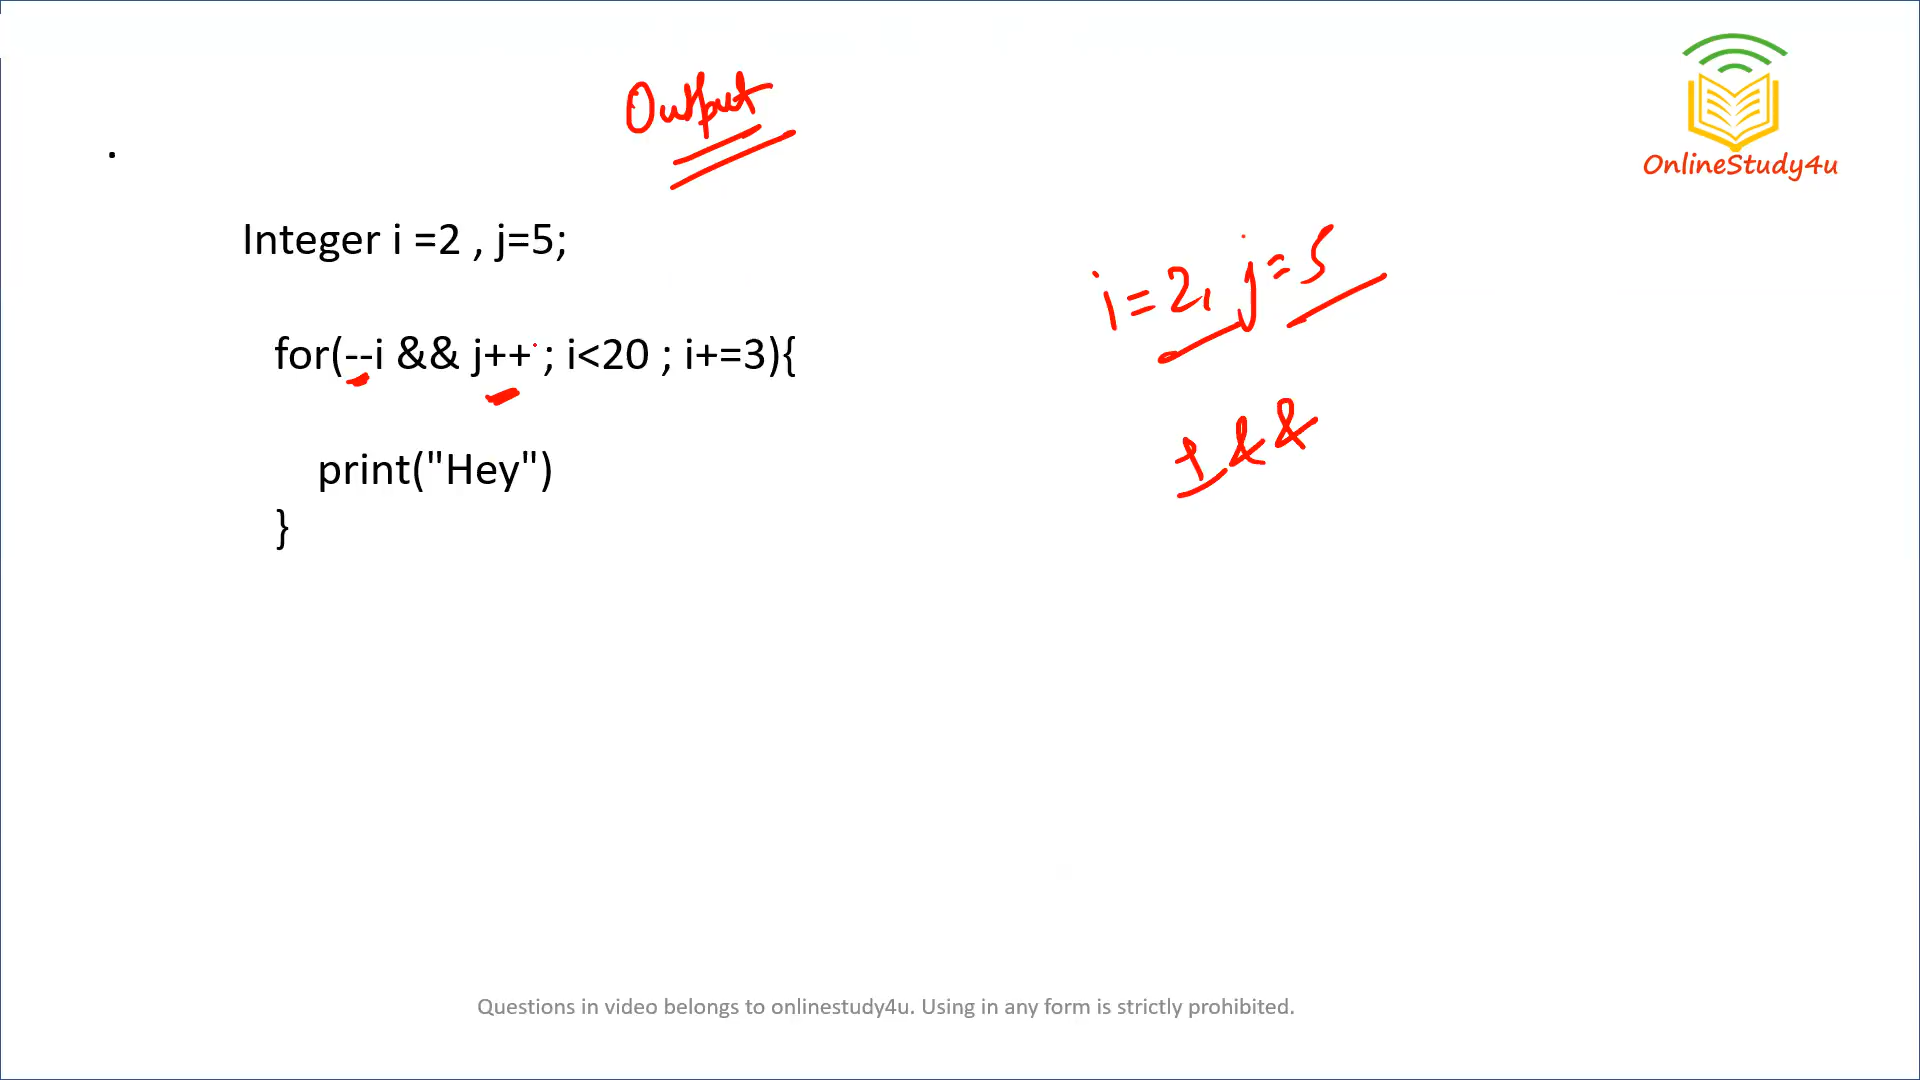 Output
OnlineStudy4u
.
Integer i =2 , j=5;
i=2, j=5
for(--i && j++ ; i<20 ; i+=3){
1 &&
print("Hey")
}
Questions in video belongs to onlinestudy4u. Using in any form is strictly prohibited.